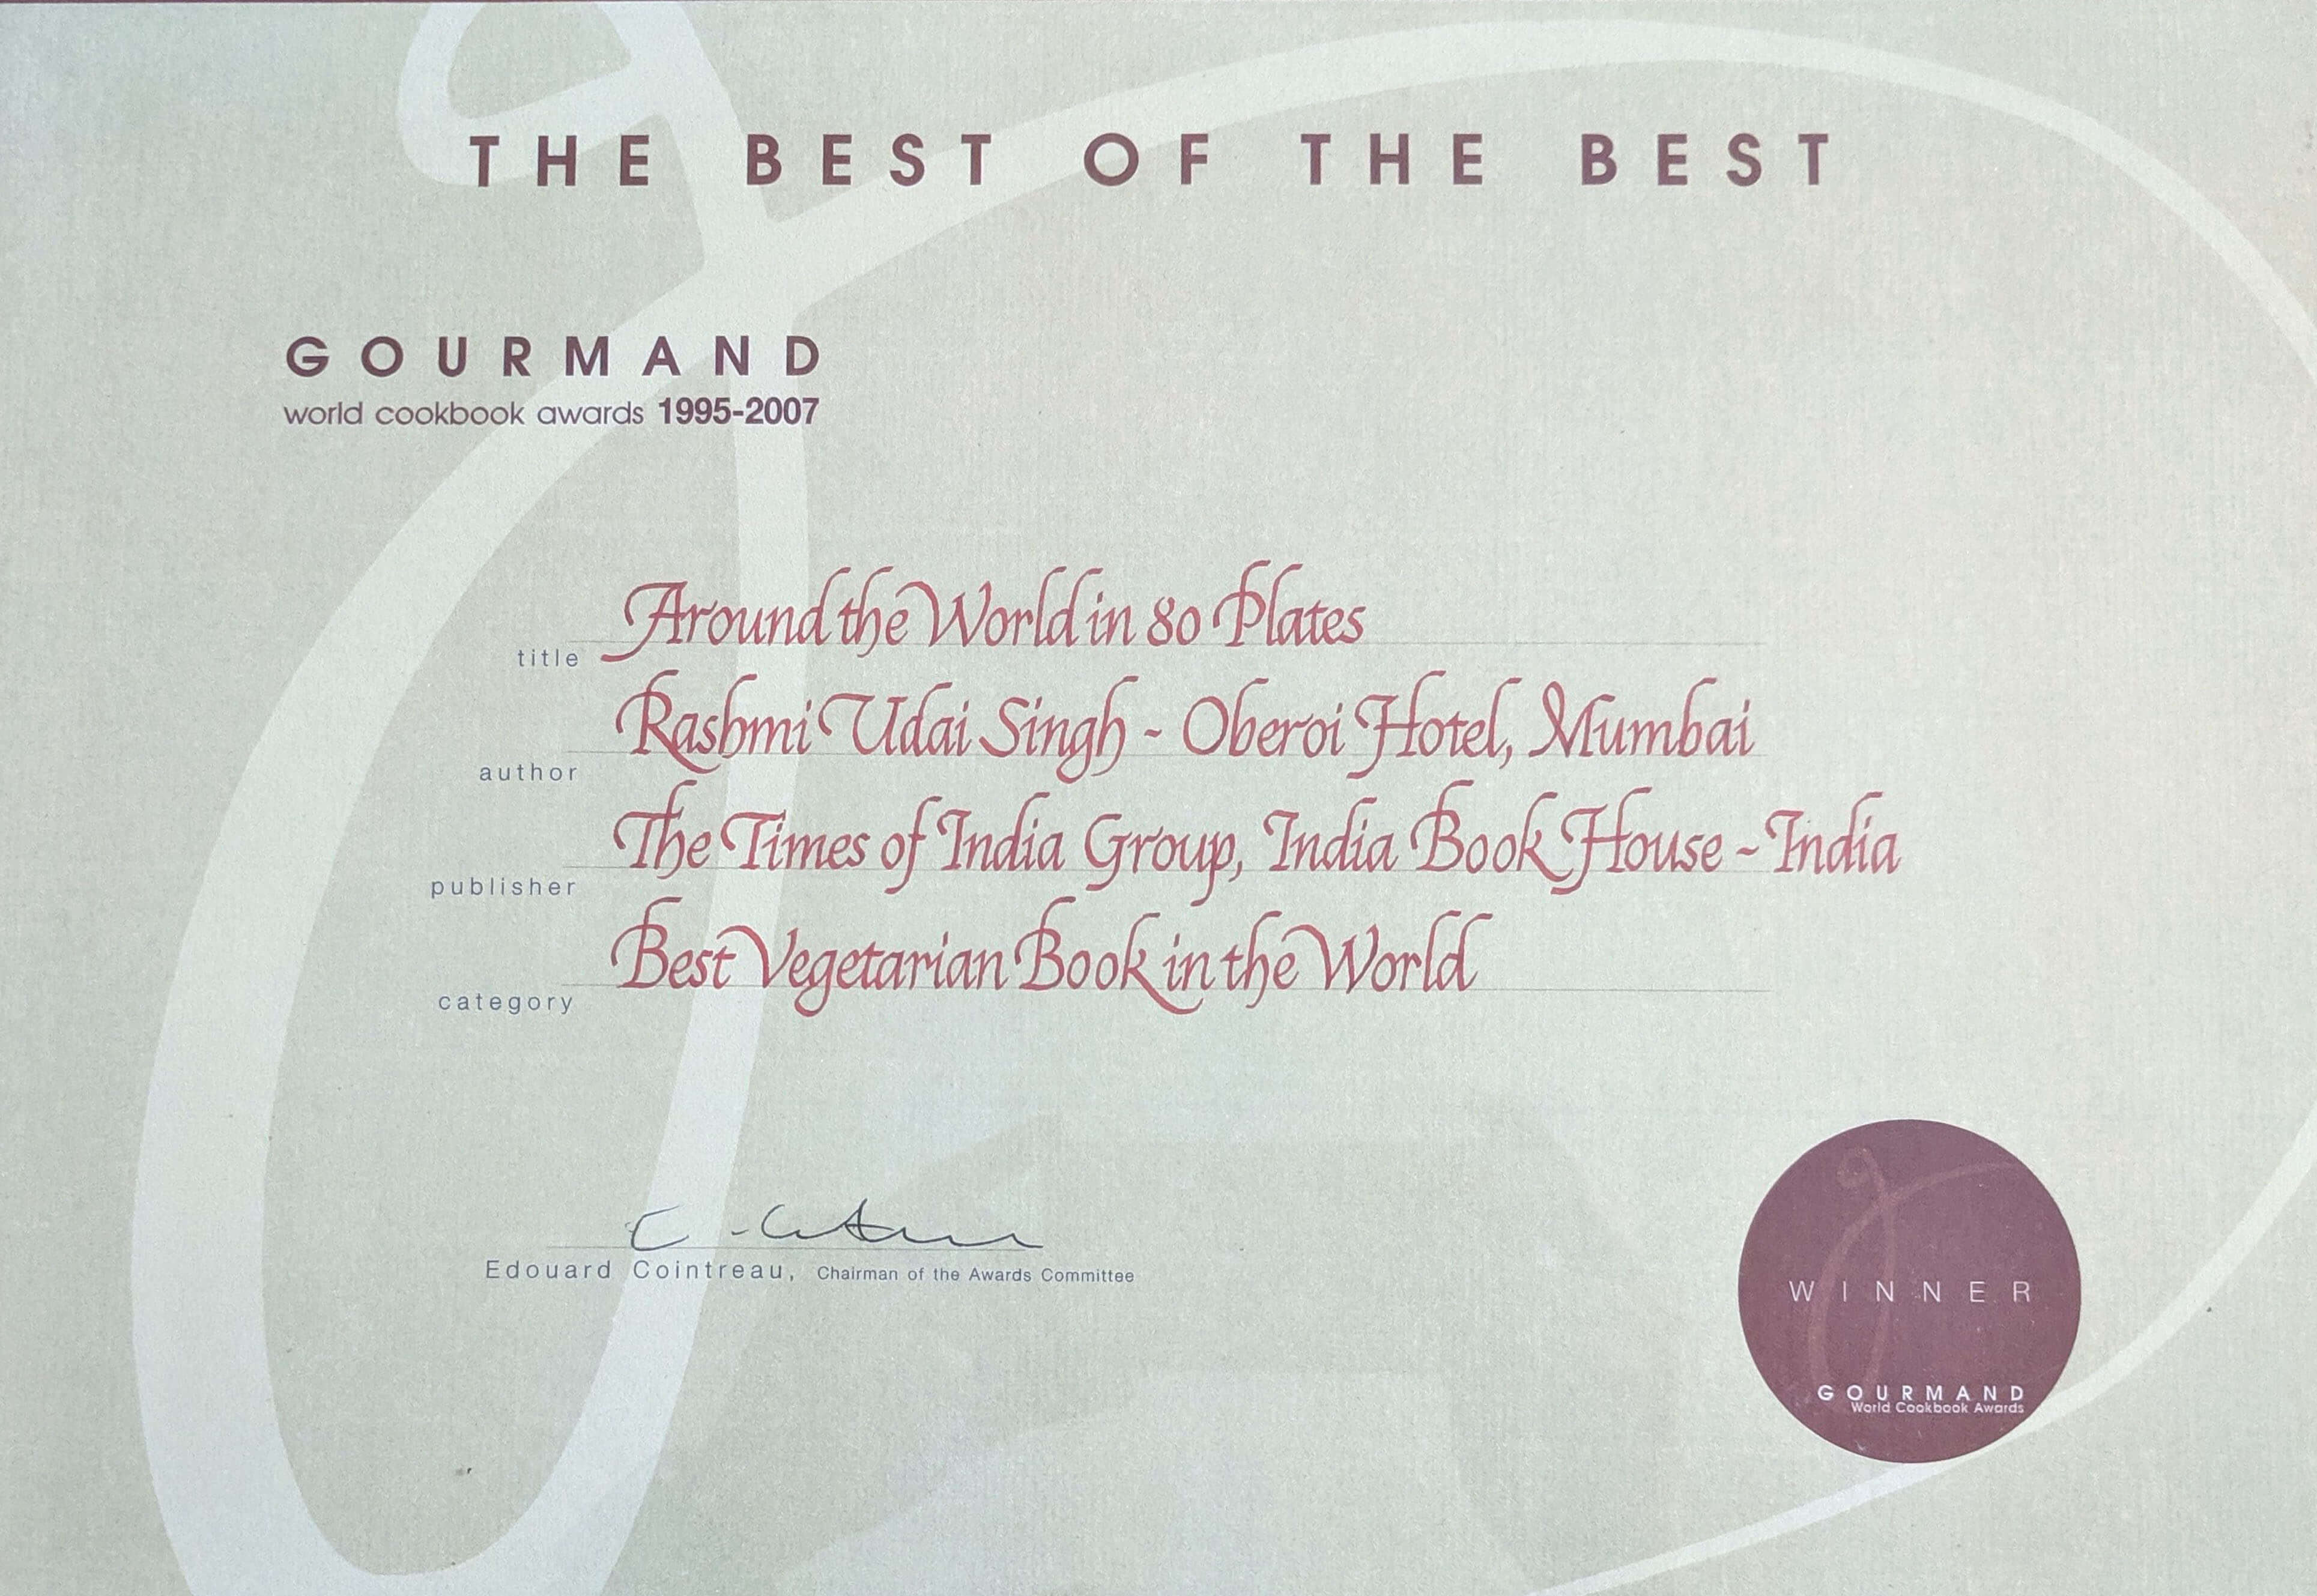 THE BEST OF THE BEST
GOURMAND
world cookbook awards 1995-2007
title Around the World in 80 Plates
author Rashmi Udai Singh - Oberoi Hotel, Mumbai
publisher The Times of India Group, India Book House - India
category Best Vegetarian Book in the World
Edouard Cointreau, Chairman of the Awards Committee
WINNER
GOURMAND
World Cookbook Awards